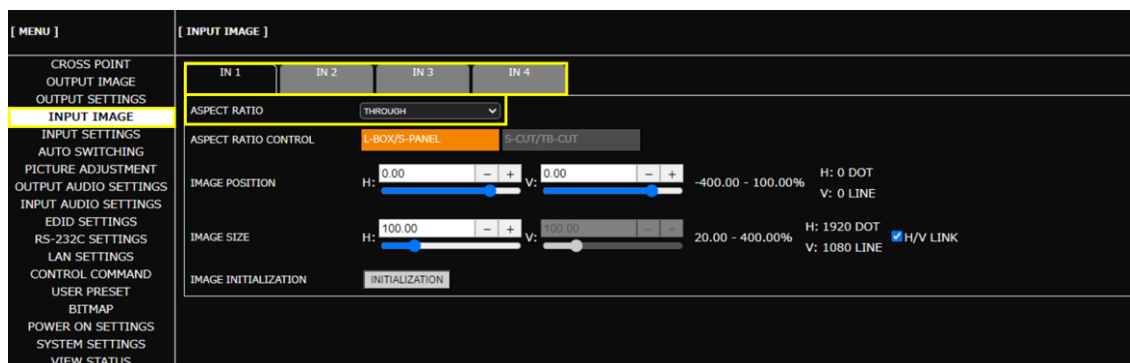 [ MENU ]
[ INPUT IMAGE ]
CROSS POINT
OUTPUT IMAGE
OUTPUT SETTINGS
INPUT IMAGE
INPUT SETTINGS
AUTO SWITCHING
PICTURE ADJUSTMENT
OUTPUT AUDIO SETTINGS
INPUT AUDIO SETTINGS
EDID SETTINGS
RS-232C SETTINGS
LAN SETTINGS
CONTROL COMMAND
USER PRESET
BITMAP
POWER ON SETTINGS
SYSTEM SETTINGS
VIEW STATUS
IN 1 IN 2 IN 3 IN 4
ASPECT RATIO THROUGH
ASPECT RATIO CONTROL L-BOX/S-PANEL S-CUT/TB-CUT
IMAGE POSITION H: 0.00 - + V: 0.00 - + -400.00 - 100.00% H: 0 DOT
V: 0 LINE
IMAGE SIZE H: 100.00 - + V: 100.00 - + 20.00 - 400.00% H: 1920 DOT
V: 1080 LINE
H/V LINK
IMAGE INITIALIZATION INITIALIZATION